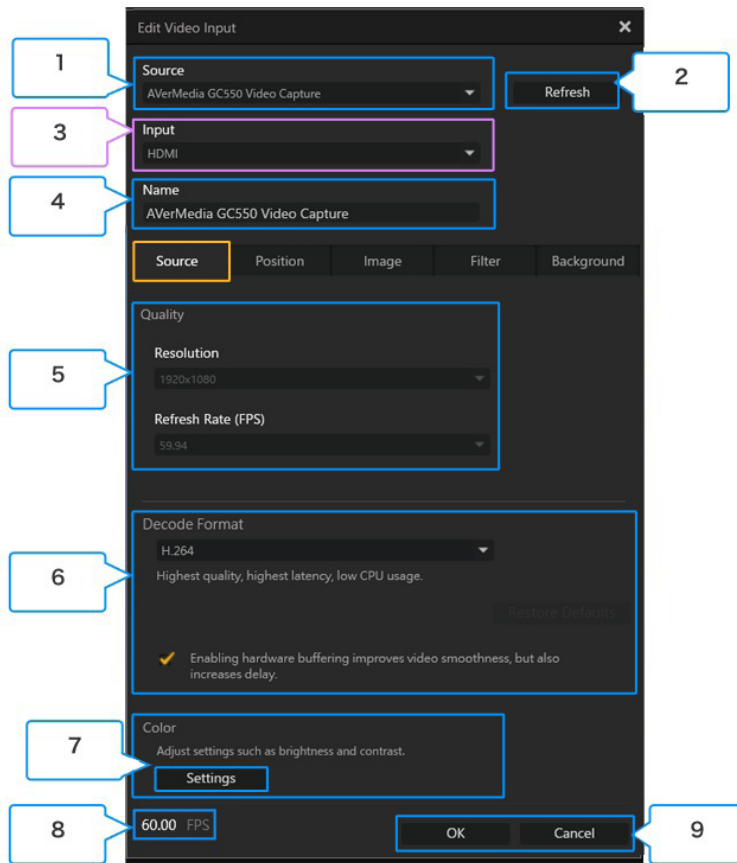 Edit Video Input
1
Source
AVerMedia GC550 Video Capture
Refresh
2
3
Input
HDMI
4
Name
AVerMedia GC550 Video Capture
Source Position Image Filter Background
Quality
5
Resolution
1920x1080
Refresh Rate (FPS)
59.94
Decode Format
H.264
6
Highest quality, highest latency, low CPU usage.
Restore Defaults
Enabling hardware buffering improves video smoothness, but also
increases delay.
7
Color
Adjust settings such as brightness and contrast.
Settings
8
60.00 FPS
OK Cancel
9